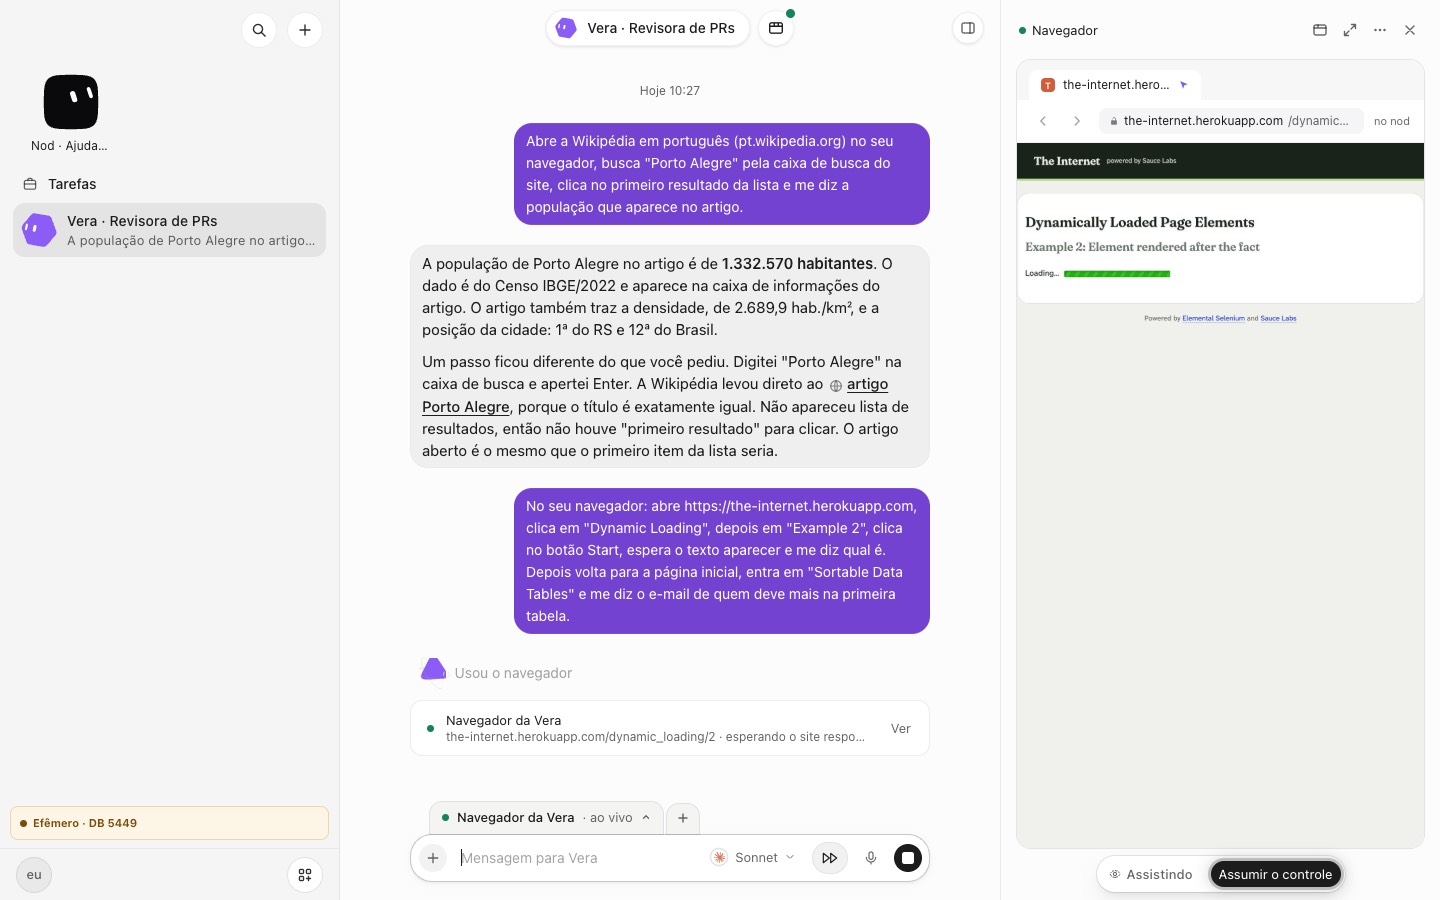 Nod · Ajuda...
Tarefas
Vera · Revisora de PRs
A população de Porto Alegre no artigo...
Efêmero · DB 5449
eu
Vera · Revisora de PRs
Hoje 10:27
Abre a Wikipédia em português (pt.wikipedia.org) no seu
navegador, busca "Porto Alegre" pela caixa de busca do
site, clica no primeiro resultado da lista e me diz a
população que aparece no artigo.
A população de Porto Alegre no artigo é de 1.332.570 habitantes. O
dado é do Censo IBGE/2022 e aparece na caixa de informações do
artigo. O artigo também traz a densidade, de 2.689,9 hab./km², e a
posição da cidade: 1ª do RS e 12ª do Brasil.
Um passo ficou diferente do que você pediu. Digitei "Porto Alegre" na
caixa de busca e apertei Enter. A Wikipédia levou direto ao artigo
Porto Alegre, porque o título é exatamente igual. Não apareceu lista de
resultados, então não houve "primeiro resultado" para clicar. O artigo
aberto é o mesmo que o primeiro item da lista seria.
No seu navegador: abre https://the-internet.herokuapp.com,
clica em "Dynamic Loading", depois em "Example 2", clica
no botão Start, espera o texto aparecer e me diz qual é.
Depois volta para a página inicial, entra em "Sortable Data
Tables" e me diz o e-mail de quem deve mais na primeira
tabela.
Usou o navegador
Navegador da Vera
the-internet.herokuapp.com/dynamic_loading/2 · esperando o site respo...
Ver
Navegador da Vera · ao vivo
Mensagem para Vera
Sonnet
Navegador
T the-internet.hero...
the-internet.herokuapp.com /dynamic...
no nod
The Internet powered by Sauce Labs
Dynamically Loaded Page Elements
Example 2: Element rendered after the fact
Loading...
Powered by Elemental Selenium and Sauce Labs
Assistindo
Assumir o controle